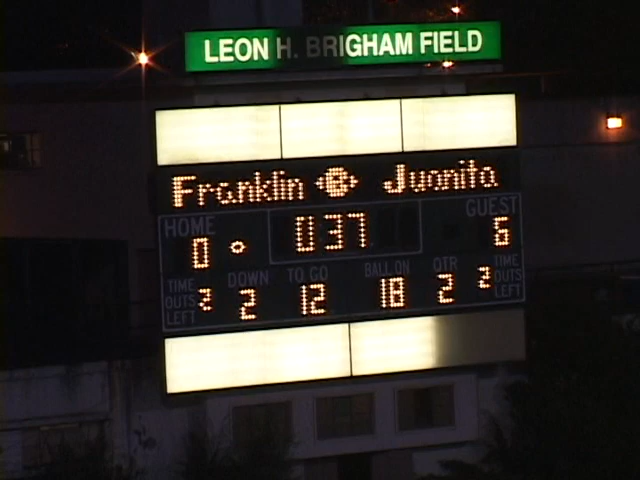 LEON H. BRIGHAM FIELD
Franklin Juanita
HOME 037 GUEST
0 6
TIME OUTS LEFT 2 DOWN 2 TO GO 12 BALL ON 18 QTR 2 2 TIME OUTS LEFT